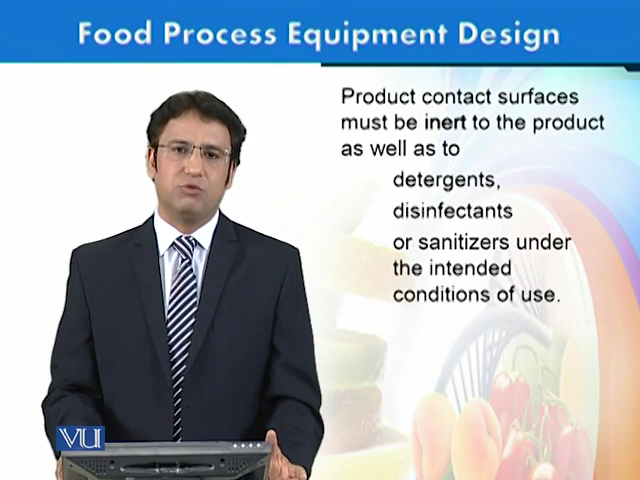 Food Process Equipment Design
Product contact surfaces
must be inert to the product
as well as to
detergents,
disinfectants
or sanitizers under
the intended
conditions of use.
VU